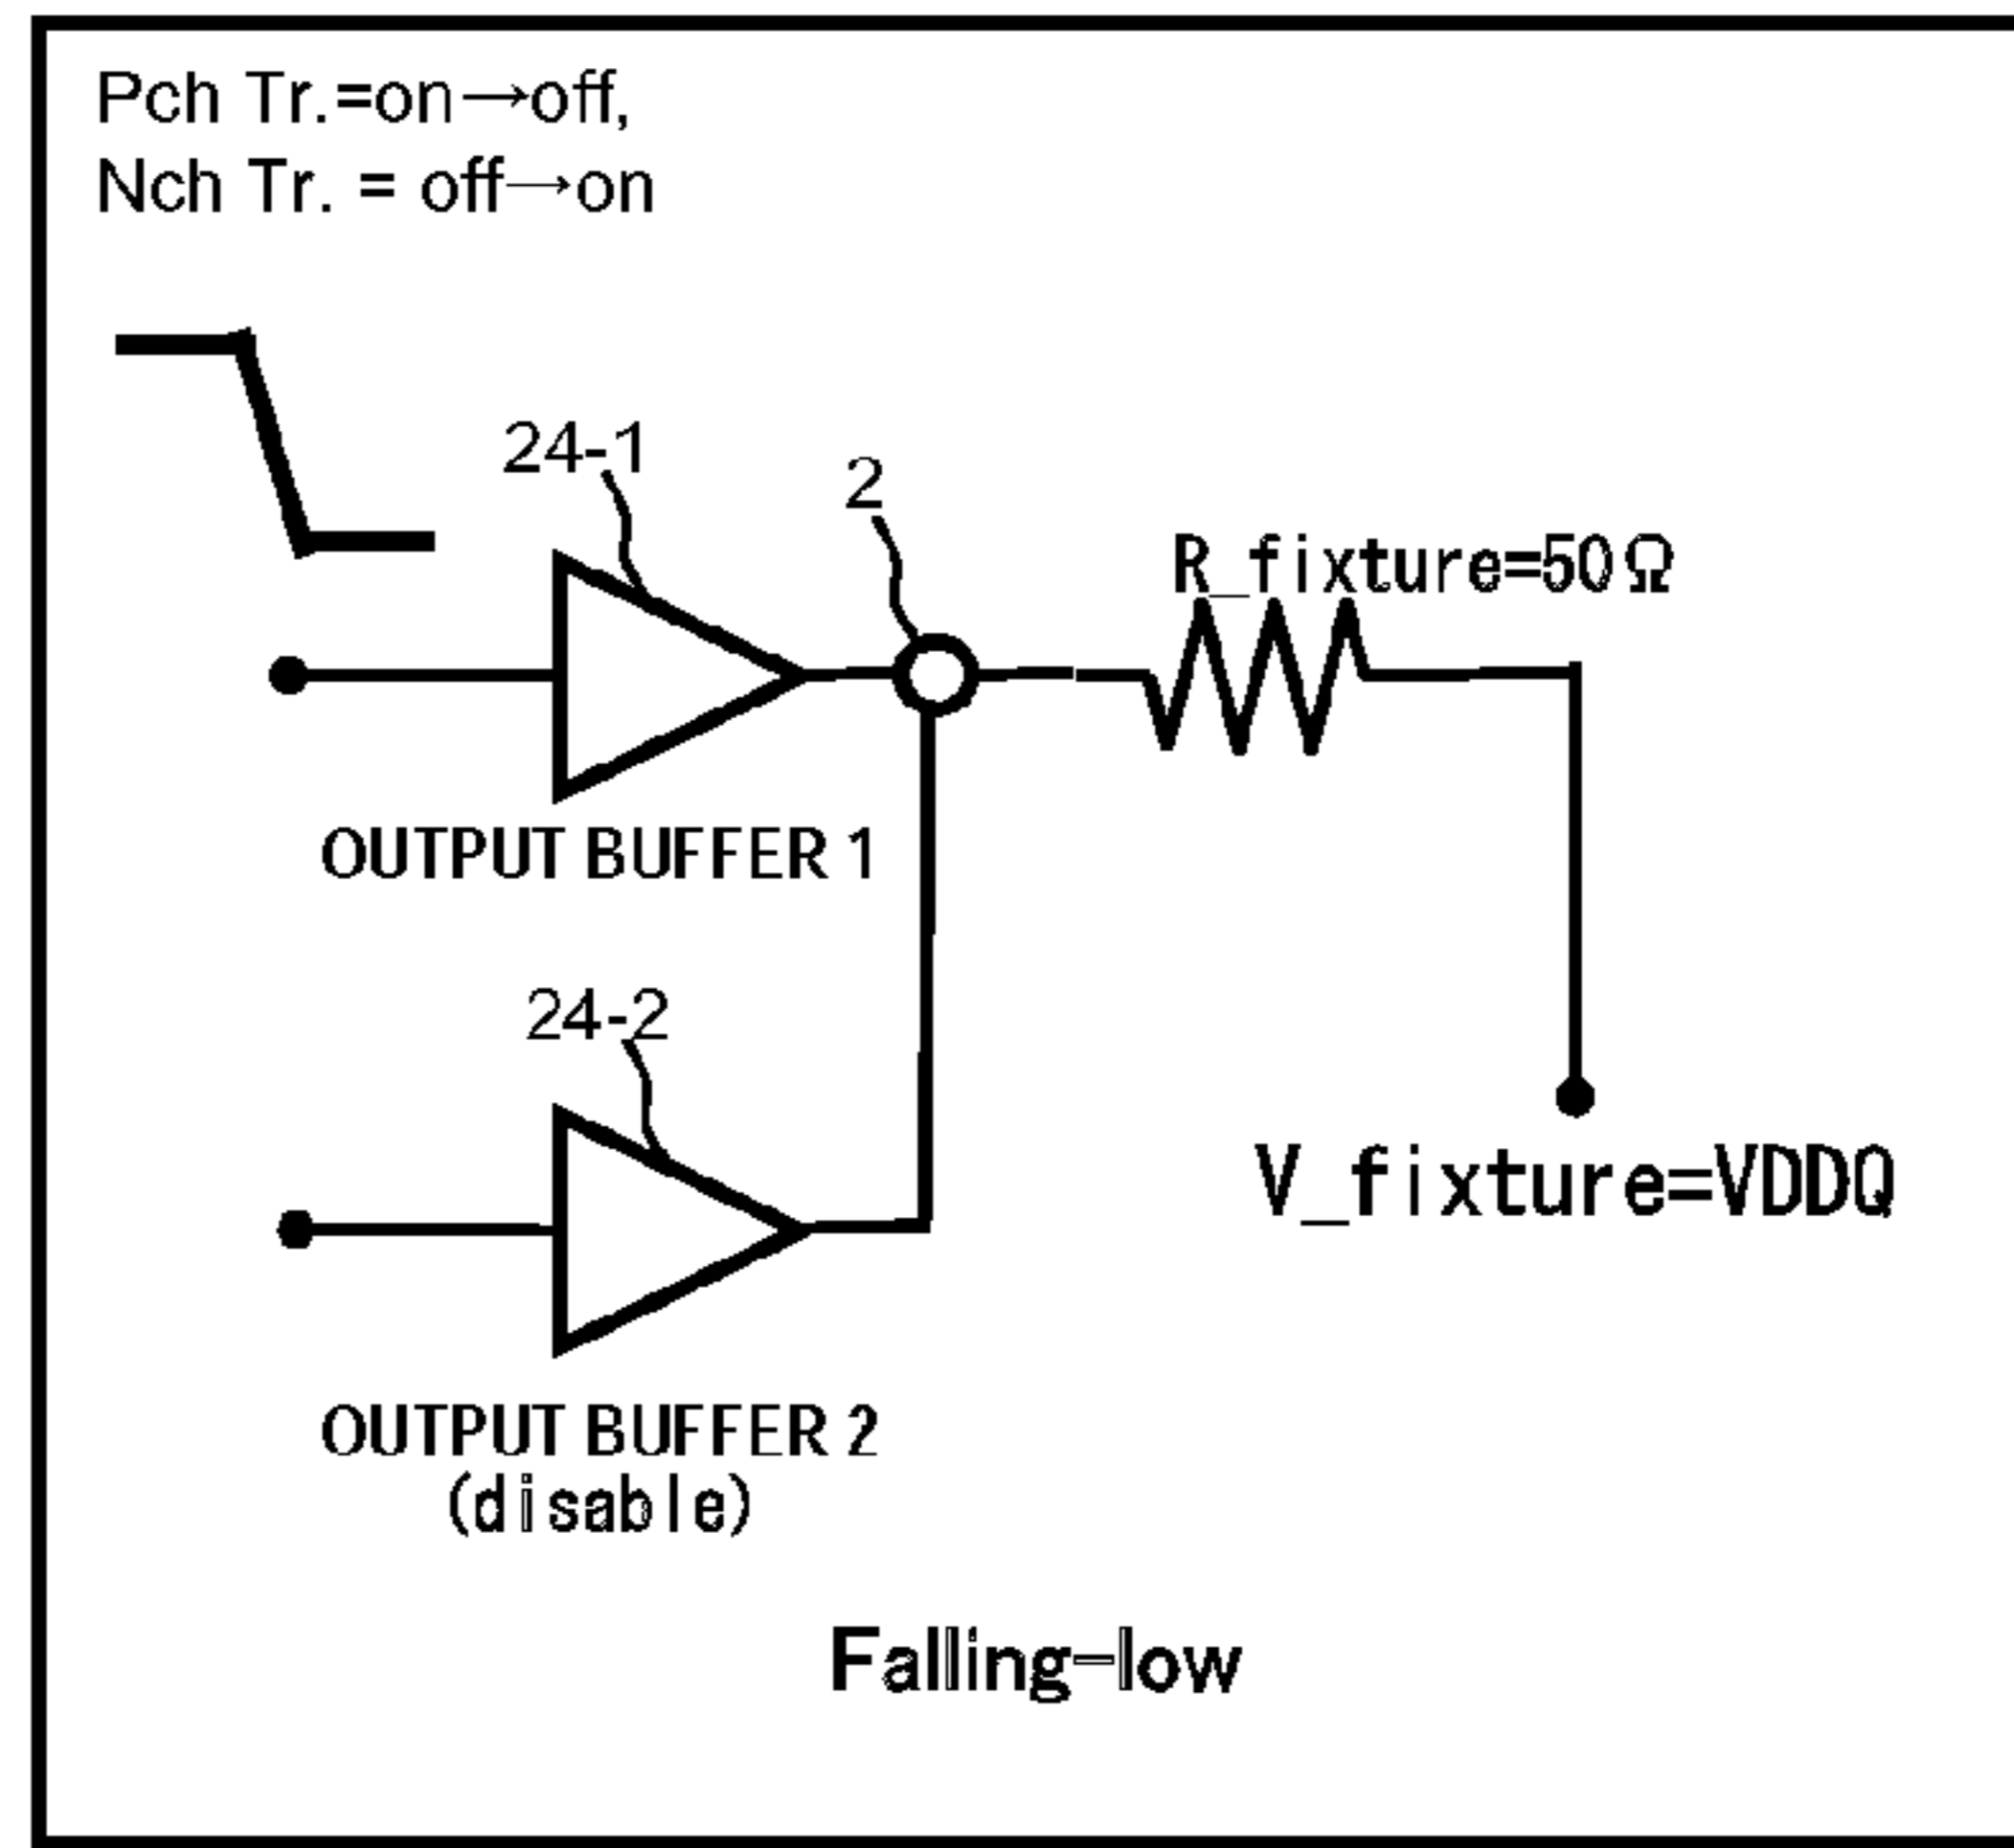 Pch Tr.=on→off,
Nch Tr. = off→on
24-1
2
R_fixture=50Ω
OUTPUT BUFFER 1
24-2
V_fixture=VDDQ
OUTPUT BUFFER 2
(disable)
Falling-low